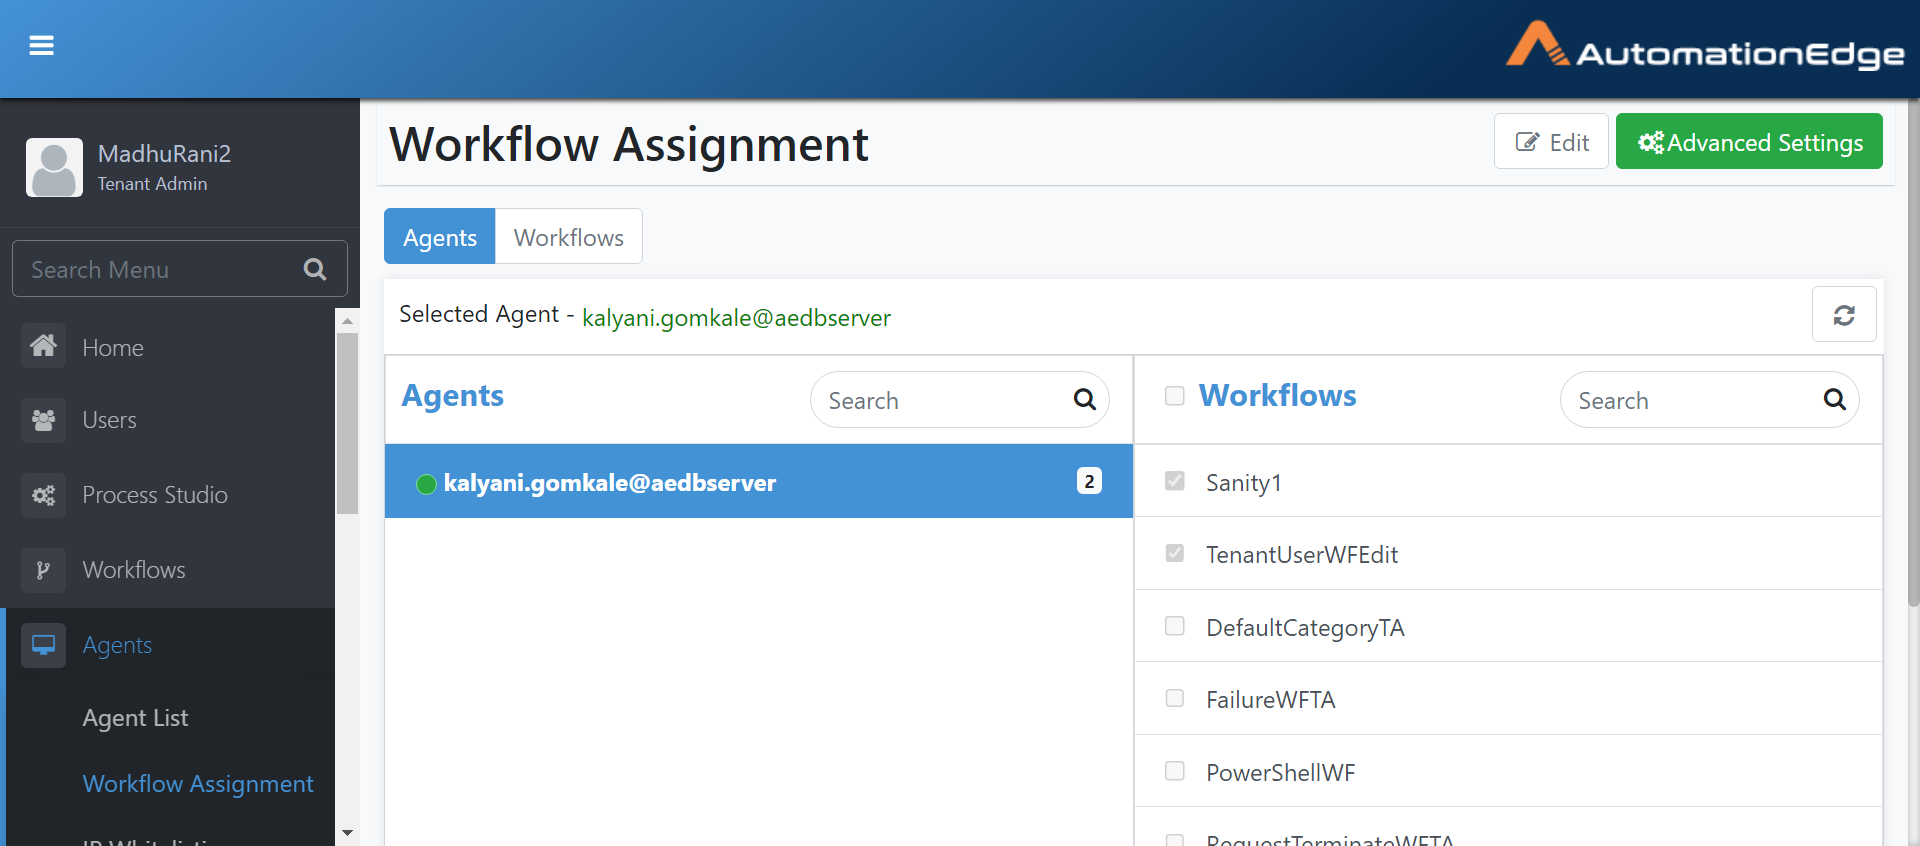 AutomationEdge
MadhuRani2
Tenant Admin
Search Menu
Home
Users
Process Studio
Workflows
Agents
Agent List
Workflow Assignment
Workflow Assignment
Edit
Advanced Settings
Agents
Workflows
Selected Agent - kalyani.gomkale@aedbserver
Agents
Search
kalyani.gomkale@aedbserver
2
Workflows
Search
Sanity1
TenantUserWFEdit
DefaultCategoryTA
FailureWFTA
PowerShellWF
RequestTerminateWFTA